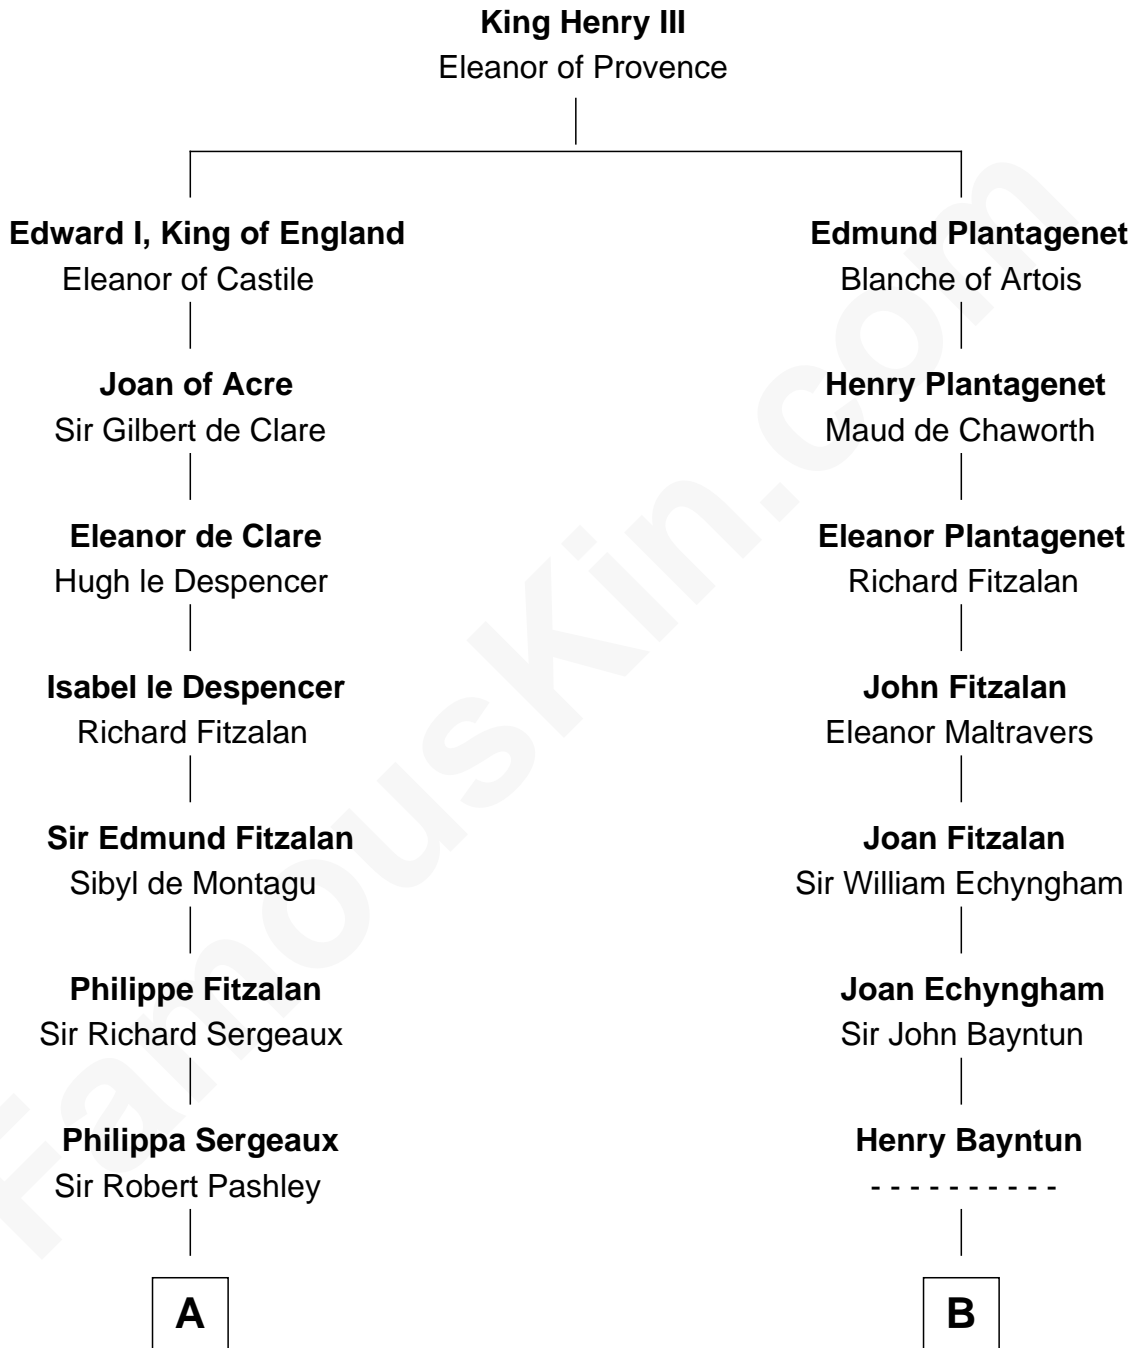 King Henry III
Eleanor of Provence
Edward I, King of England
Eleanor of Castile
Edmund Plantagenet
Blanche of Artois
Joan of Acre
Sir Gilbert de Clare
Henry Plantagenet
Maud de Chaworth
Eleanor de Clare
Hugh le Despencer
Eleanor Plantagenet
Richard Fitzalan
Isabel le Despencer
Richard Fitzalan
John Fitzalan
Eleanor Maltravers
Sir Edmund Fitzalan
Sibyl de Montagu
Joan Fitzalan
Sir William Echyngham
Philippe Fitzalan
Sir Richard Sergeaux
Joan Echyngham
Sir John Bayntun
Philippa Sergeaux
Sir Robert Pashley
Henry Bayntun
- - - - - - - - - -
A
B
FamousKin.com